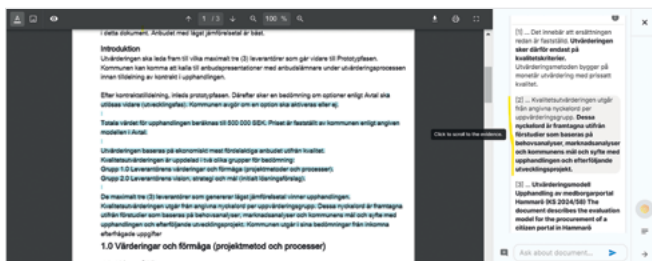 1 / 3
100 %
i detta dokument. Anbudet med lägst jämförelsetal är bäst.
Introduktion
Utvärderingen ska leda fram till vilka maximalt tre (3) leverantörer som går vidare till Prototypfasen.
Kommunen kan komma att kalla till anbudspresentationer med anbudslämnare under utvärderingsprocessen
innan tilldelning av kontrakt i upphandlingen.
Efter kontraktstilldelning, inleds prototypfasen. Därefter sker en bedömning om optioner enligt Avtal ska
utlösas vidare (utvecklingsfas): Kommunen avgör om en option ska aktiveras eller ej.
Totala värdet för upphandlingen beräknas till 500 000 SEK. Priset är fastställt av kommunen enligt angiven
modellen i Avtal.
Utvärderingen baseras på ekonomiskt mest fördelaktiga anbudet utifrån kvalitet:
Kvalitetsutvärderingen är uppdelad i två olika grupper för bedömning:
Grupp 1.0 Leverantörens värderingar och förmåga (projektmetoder och processer):
Grupp 2.0 Leverantörens vision, strategi och mål (initialt lösningsförslag).
De maximalt tre (3) leverantörer som genererar lägst jämförelsetal vinner upphandlingen.
Kvalitetsutvärderingen utgår från angivna nyckelord per uppvärderingsgrupp. Dessa nyckelord är framtagna
utifrån förstudier som baseras på behovsanalyser, marknadsanalyser och kommunens mål och syfte med
upphandlingen och efterföljande utvecklingsprojekt. Kommunen utgår i sina bedömningar från inkomna
efterfrågade uppgifter
1.0 Värderingar och förmåga (projektmetod och processer)
Click to scroll to the evidence.
[1] ... Det innebär att ersättningen
redan är fastställd. Utvärderingen
sker därför endast på
kvalitetskriterier.
Utvärderingsmetoden bygger på
monetär utvärdering med prissatt
kvalitet.
[2] ... Kvalitetsutvärderingen utgår
från angivna nyckelord per
uppvärderingsgrupp. Dessa
nyckelord är framtagna utifrån
förstudier som baseras på
behovsanalyser, marknadsanalyser
och kommunens mål och syfte med
upphandlingen och efterföljande
utvecklingsprojekt.
[3] ... Utvärderingsmodell
Upphandling av medborgarportal
Hammarö (KS 2024/58) The
document describes the evaluation
model for the procurement of a
citizen portal in Hammarö
Ask about document...